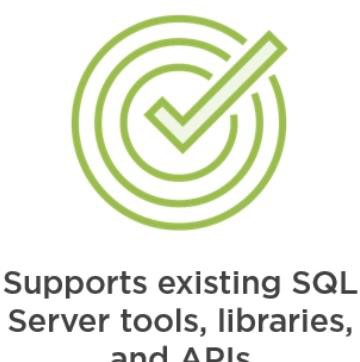 Supports existing SQL
Server tools, libraries,
and APIs